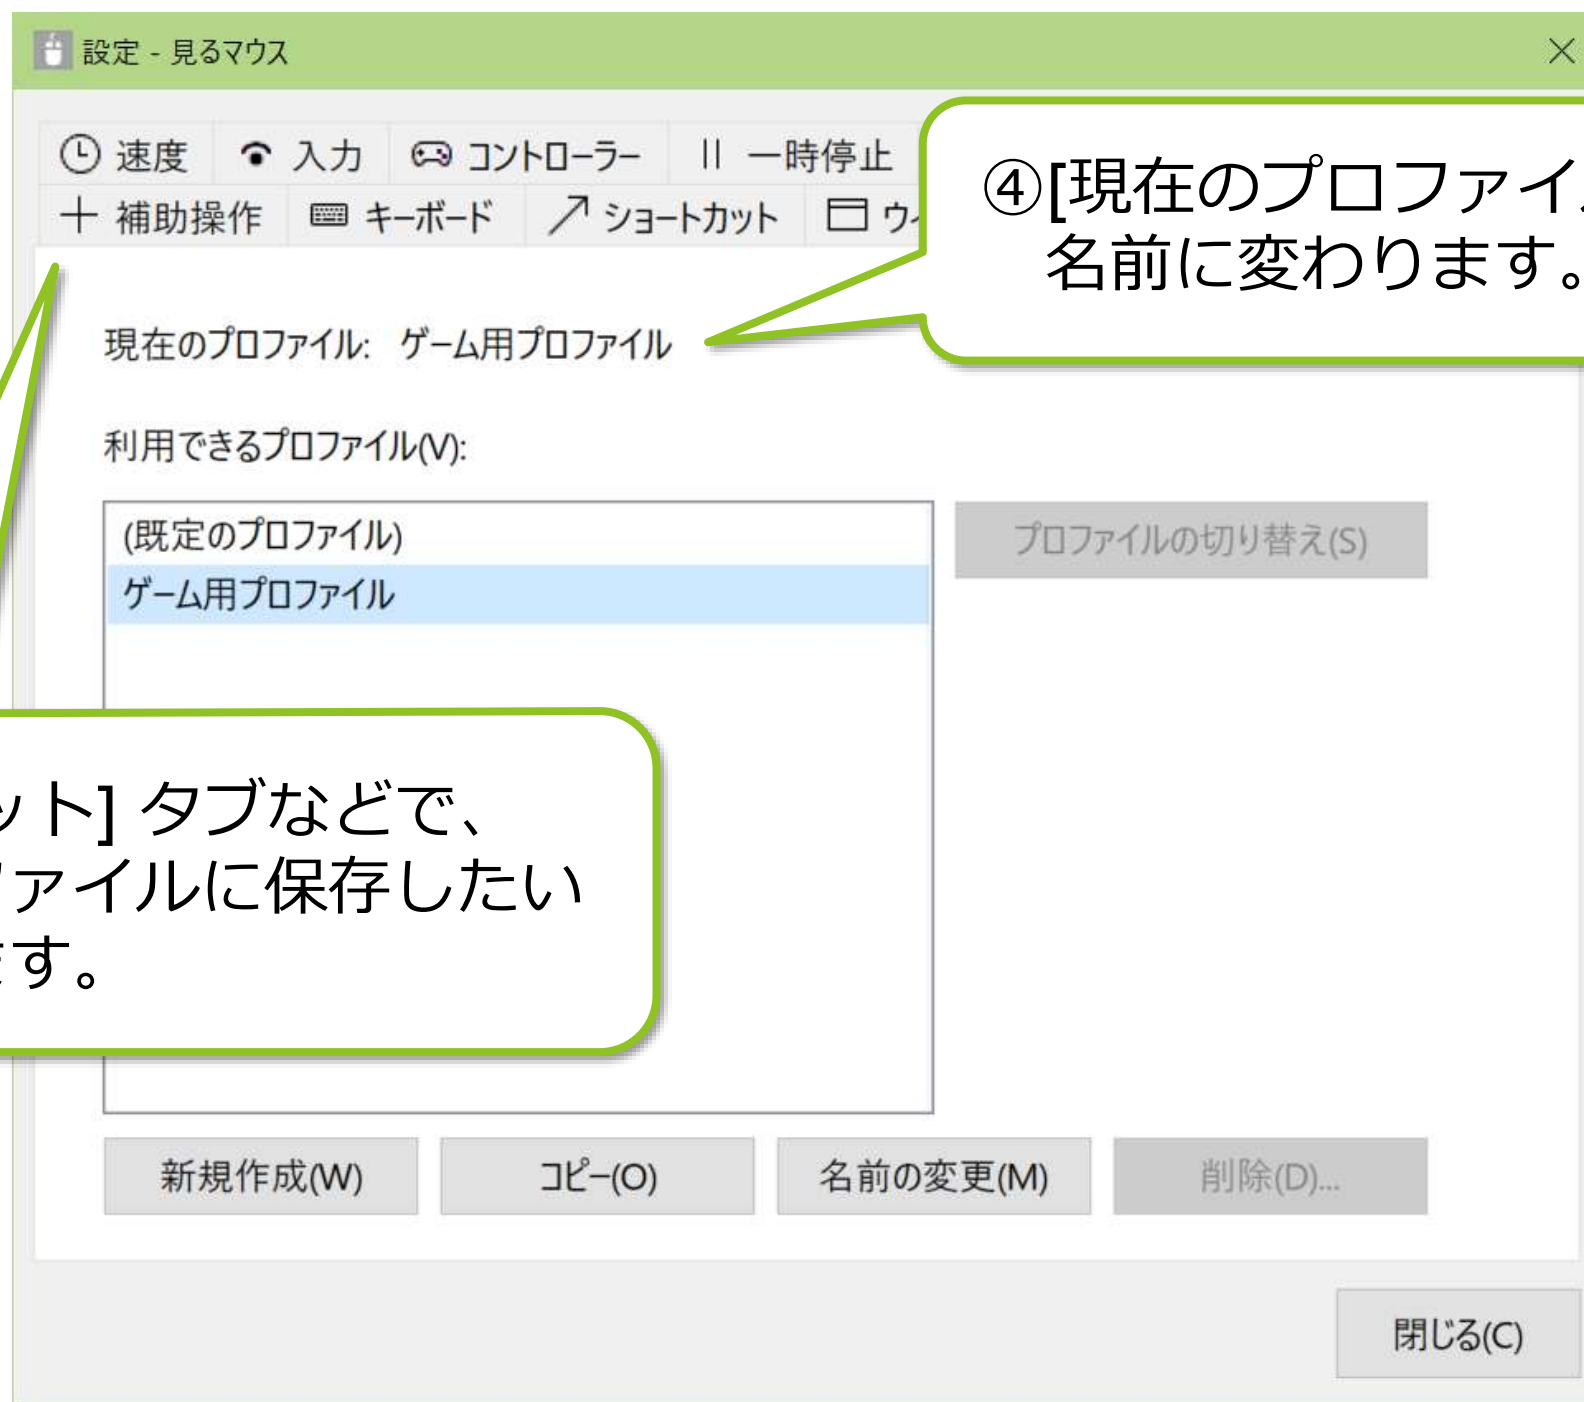 設定 - 見るマウス
速度 入力 コントローラー 一時停止
補助操作 キーボード ショートカット
④[現在のプロファイ
名前に変わります。
現在のプロファイル: ゲーム用プロファイル
利用できるプロファイル(V):
(既定のプロファイル)
ゲーム用プロファイル
プロファイルの切り替え(S)
ット] タブなどで、
ファイルに保存したい
ます。
新規作成(W) コピー(O) 名前の変更(M) 削除(D)...
閉じる(C)